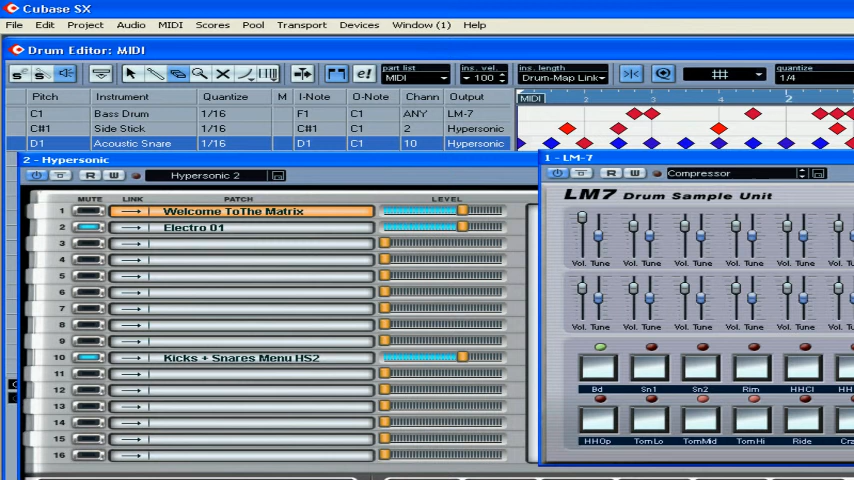 Cubase SX
File Edit Project Audio MIDI Scores Pool Transport Devices Window (1) Help
Drum Editor: MIDI
part list ins. vel. ins. length quantize
MIDI 100 Drum-Map Link 1/4
Pitch Instrument Quantize M I-Note O-Note Chann Output MIDI 2 3 4 2
C1 Bass Drum 1/16 F1 C1 ANY LM-7
C#1 Side Stick 1/16 C#1 C1 2 Hypersonic
D1 Acoustic Snare 1/16 D1 C1 10 Hypersonic
2 - Hypersonic
R W Hypersonic 2
MUTE LINK PATCH LEVEL
1 Welcome ToThe Matrix
2 Electro 01
3
4
5
6
7
8
9
10 Kicks + Snares Menu HS2
11
12
13
14
15
16
1 - LM-7
R W Compressor
LM7 Drum Sample Unit
Vol. Tune Vol. Tune Vol. Tune Vol. Tune Vol. Tune Vol.
Vol. Tune Vol. Tune Vol. Tune Vol. Tune Vol. Tune Vol.
Bd Sn1 Sn2 Rim HHCl HH
HHOp TomLo TomMid TomHi Ride Cra